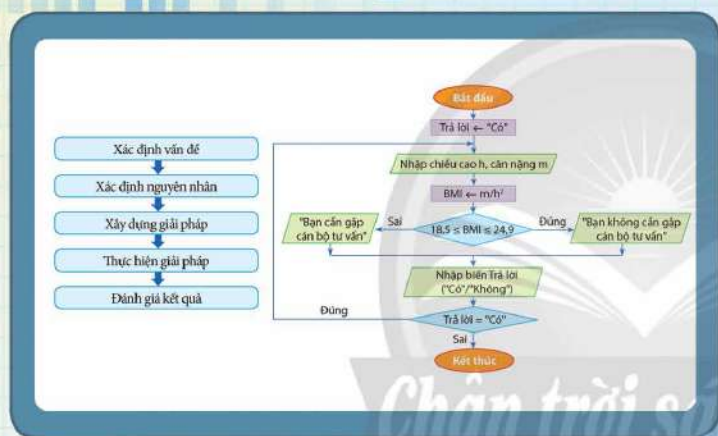 Xác định vấn đề
Xác định nguyên nhân
Xây dựng giải pháp
Thực hiện giải pháp
Đánh giá kết quả
Bắt đầu
Trả lời ← "Có"
Nhập chiều cao h, cân nặng m
BMI ← m/h²
"Bạn cần gặp
cán bộ tư vấn"
Sai
18,5 ≤ BMI ≤ 24,9
Đúng
"Bạn không cần gặp
cán bộ tư vấn"
Nhập biến Trả lời
("Có"/"Không")
Đúng
Trả lời = "Có"
Sai
Kết thúc
Chân trời sá